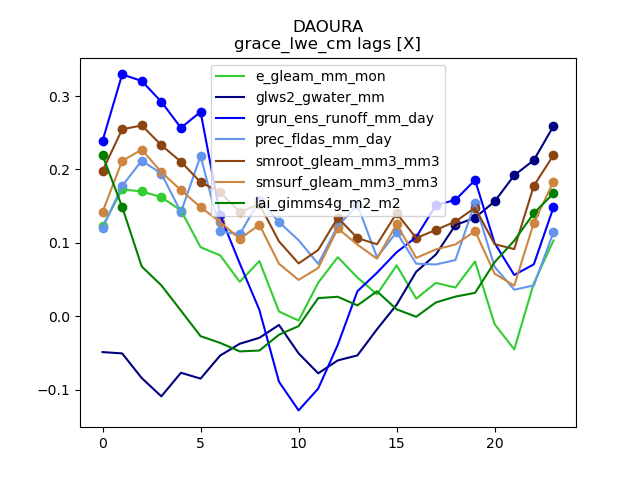 DAOURA
grace_lwe_cm lags [X]
e_gleam_mm_mon
glws2_gwater_mm
grun_ens_runoff_mm_day
prec_fldas_mm_day
smroot_gleam_mm3_mm3
smsurf_gleam_mm3_mm3
lai_gimms4g_m2_m2
0.3
0.2
0.1
0.0
−0.1
0
5
10
15
20